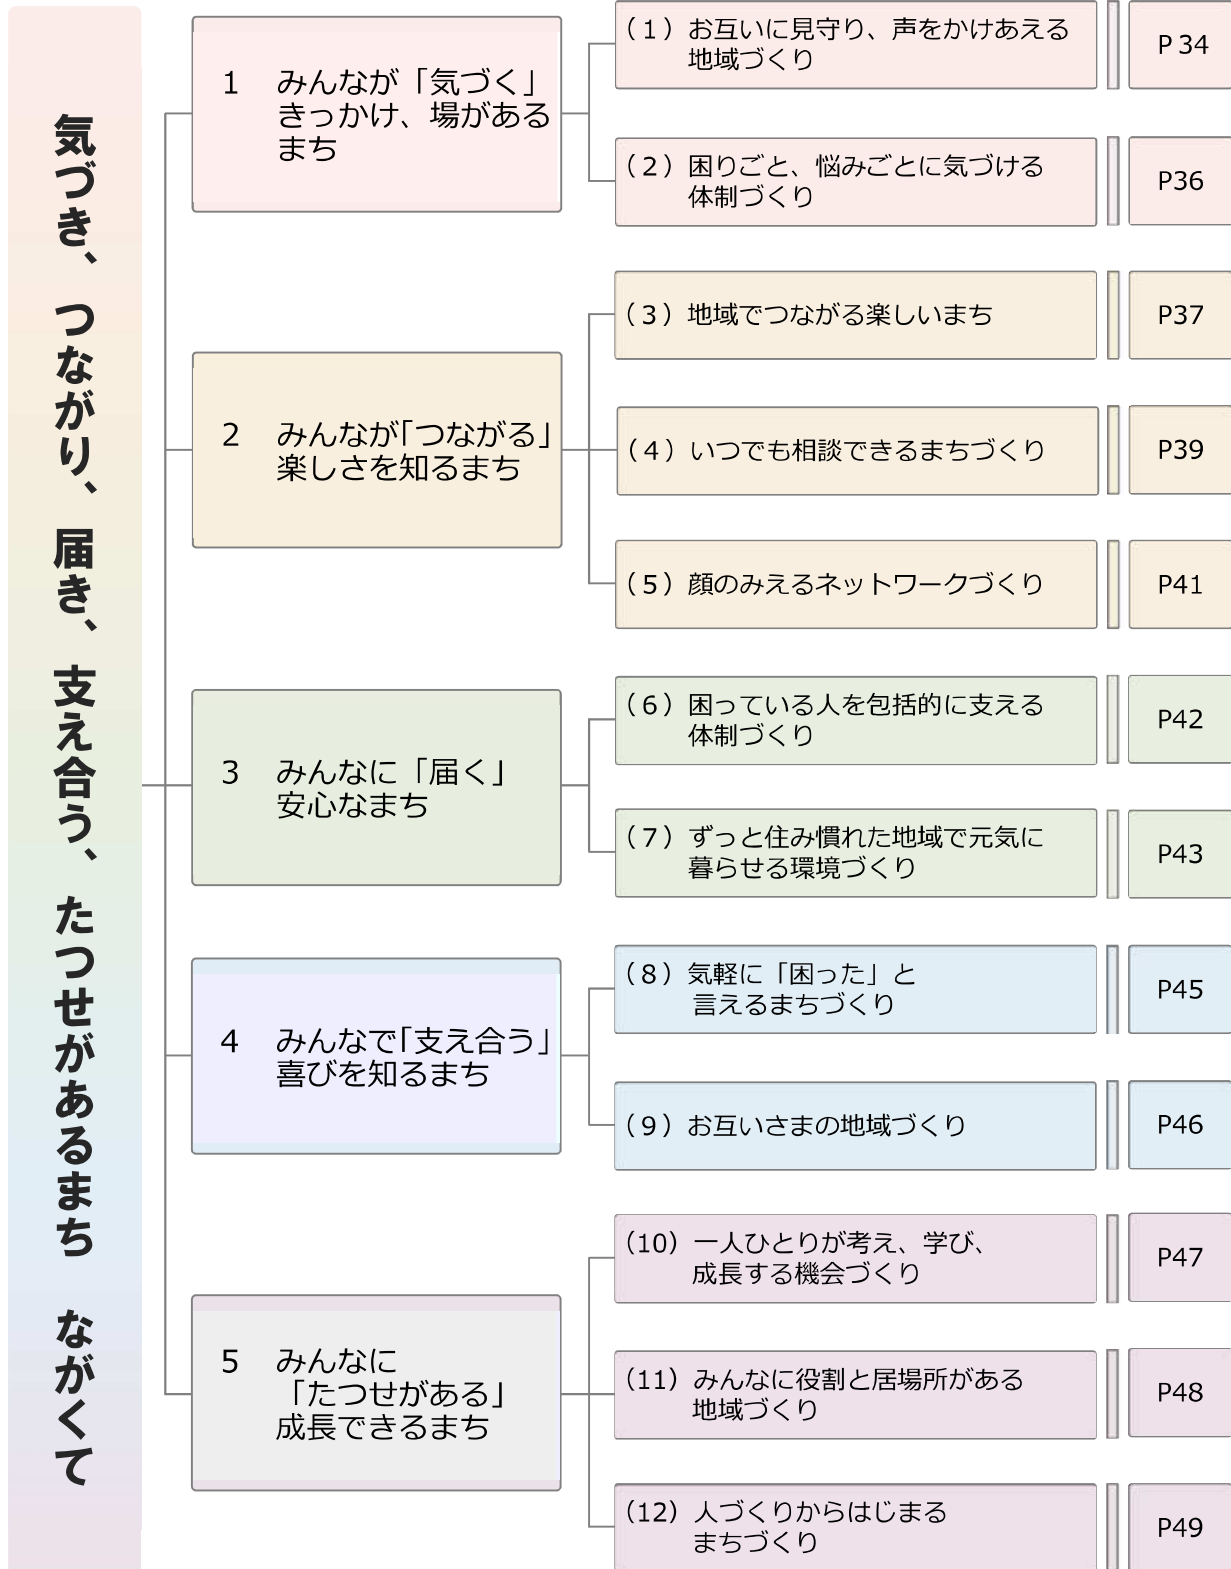 気づき、つながり、届き、支え合う、たつせがあるまち　ながくて
1　みんなが「気づく」
きっかけ、場がある
まち
（1）お互いに見守り、声をかけあえる
地域づくり
P 34
（2）困りごと、悩みごとに気づける
体制づくり
P36
2　みんなが「つながる」
楽しさを知るまち
（3）地域でつながる楽しいまち
P37
（4）いつでも相談できるまちづくり
P39
（5）顔のみえるネットワークづくり
P41
3　みんなに「届く」
安心なまち
（6）困っている人を包括的に支える
体制づくり
P42
（7）ずっと住み慣れた地域で元気に
暮らせる環境づくり
P43
4　みんなで「支え合う」
喜びを知るまち
（8）気軽に「困った」と
言えるまちづくり
P45
（9）お互いさまの地域づくり
P46
5　みんなに
「たつせがある」
成長できるまち
（10）一人ひとりが考え、学び、
成長する機会づくり
P47
（11）みんなに役割と居場所がある
地域づくり
P48
（12）人づくりからはじまる
まちづくり
P49